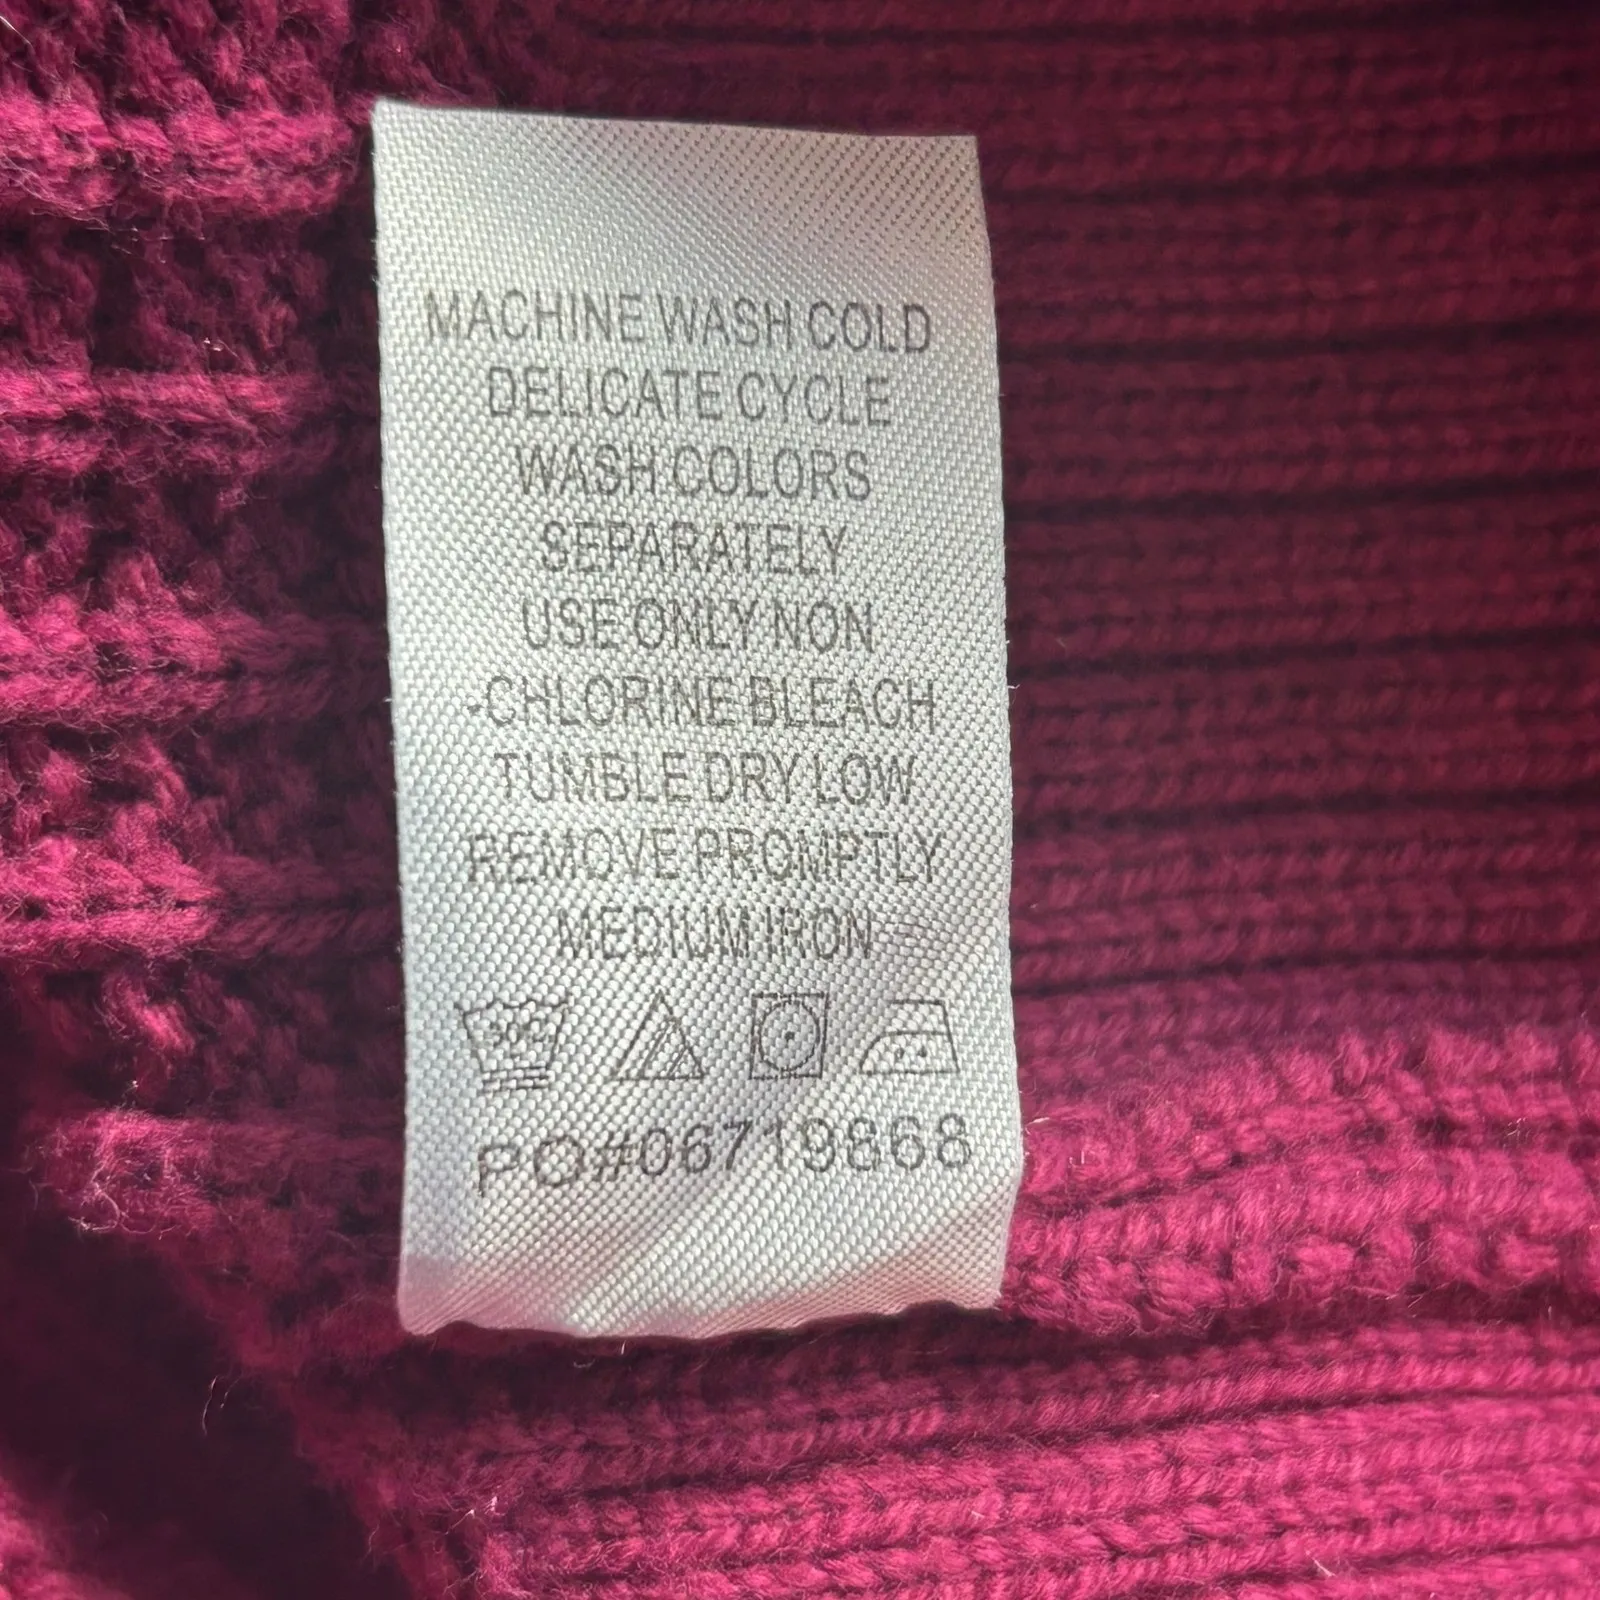 MACHINE WASH COLD
DELICATE CYCLE
WASH COLORS
SEPARATELY
USE ONLY NON
-CHLORINE BLEACH
TUMBLE DRY LOW
REMOVE PROMPTLY
MEDIUM IRON
30C
PO#06719868